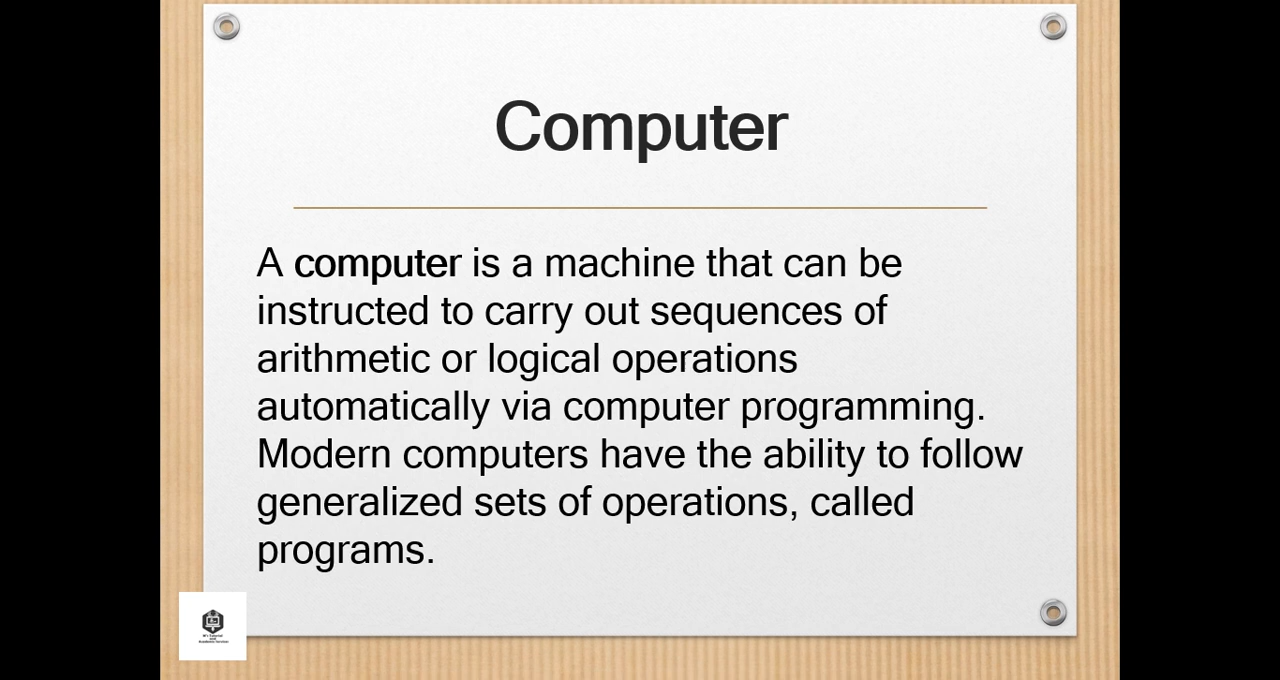 Computer
A computer is a machine that can be
instructed to carry out sequences of
arithmetic or logical operations
automatically via computer programming.
Modern computers have the ability to follow
generalized sets of operations, called
programs.